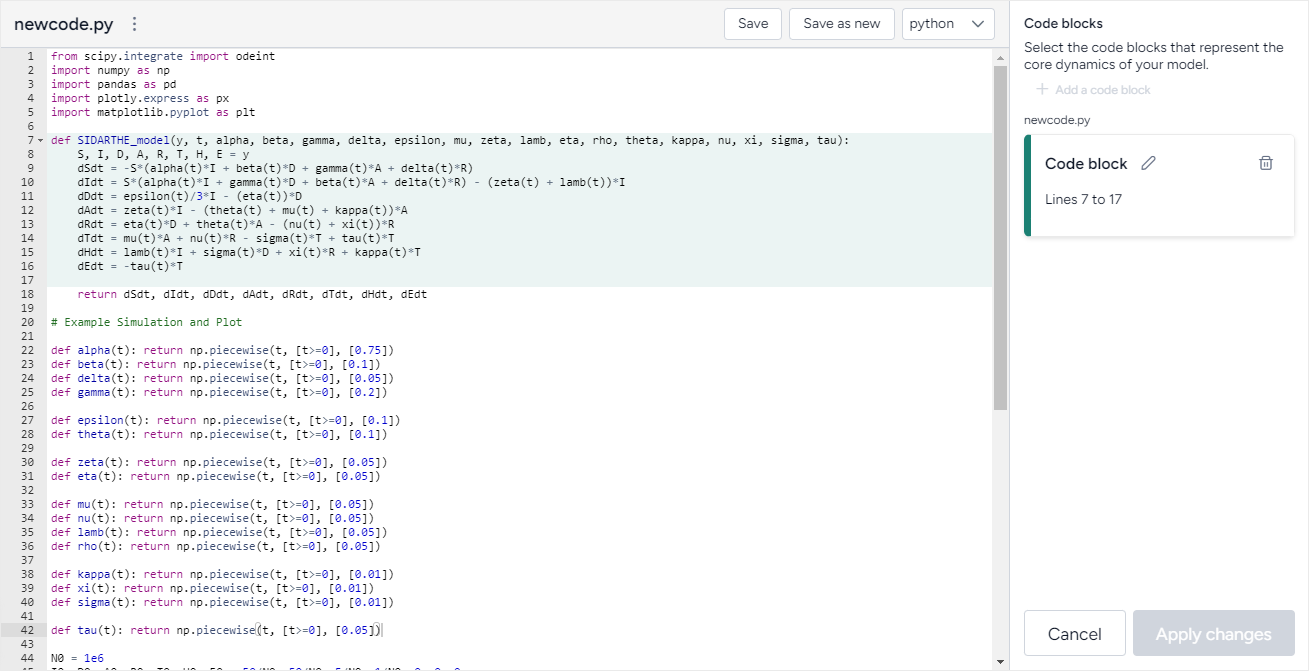 newcode.py
Save
Save as new
python
1 from scipy.integrate import odeint
2 import numpy as np
3 import pandas as pd
4 import plotly.express as px
5 import matplotlib.pyplot as plt
6
7 def SIDARTHE_model(y, t, alpha, beta, gamma, delta, epsilon, mu, zeta, lamb, eta, rho, theta, kappa, nu, xi, sigma, tau):
8 S, I, D, A, R, T, H, E = y
9 dSdt = -S*(alpha(t)*I + beta(t)*D + gamma(t)*A + delta(t)*R)
10 dIdt = S*(alpha(t)*I + gamma(t)*D + beta(t)*A + delta(t)*R) - (zeta(t) + lamb(t))*I
11 dDdt = epsilon(t)/3*I - (eta(t))*D
12 dAdt = zeta(t)*I - (theta(t) + mu(t) + kappa(t))*A
13 dRdt = eta(t)*D + theta(t)*A - (nu(t) + xi(t))*R
14 dTdt = mu(t)*A + nu(t)*R - sigma(t)*T + tau(t)*T
15 dHdt = lamb(t)*I + sigma(t)*D + xi(t)*R + kappa(t)*T
16 dEdt = -tau(t)*T
17
18 return dSdt, dIdt, dDdt, dAdt, dRdt, dTdt, dHdt, dEdt
19
20 # Example Simulation and Plot
21
22 def alpha(t): return np.piecewise(t, [t>=0], [0.75])
23 def beta(t): return np.piecewise(t, [t>=0], [0.1])
24 def delta(t): return np.piecewise(t, [t>=0], [0.05])
25 def gamma(t): return np.piecewise(t, [t>=0], [0.2])
26
27 def epsilon(t): return np.piecewise(t, [t>=0], [0.1])
28 def theta(t): return np.piecewise(t, [t>=0], [0.1])
29
30 def zeta(t): return np.piecewise(t, [t>=0], [0.05])
31 def eta(t): return np.piecewise(t, [t>=0], [0.05])
32
33 def mu(t): return np.piecewise(t, [t>=0], [0.05])
34 def nu(t): return np.piecewise(t, [t>=0], [0.05])
35 def lamb(t): return np.piecewise(t, [t>=0], [0.05])
36 def rho(t): return np.piecewise(t, [t>=0], [0.05])
37
38 def kappa(t): return np.piecewise(t, [t>=0], [0.01])
39 def xi(t): return np.piecewise(t, [t>=0], [0.01])
40 def sigma(t): return np.piecewise(t, [t>=0], [0.01])
41
42 def tau(t): return np.piecewise(t, [t>=0], [0.05])
43
44 N0 = 1e6
Code blocks
Select the code blocks that represent the
core dynamics of your model.
+ Add a code block
newcode.py
Code block
Lines 7 to 17
Cancel
Apply changes